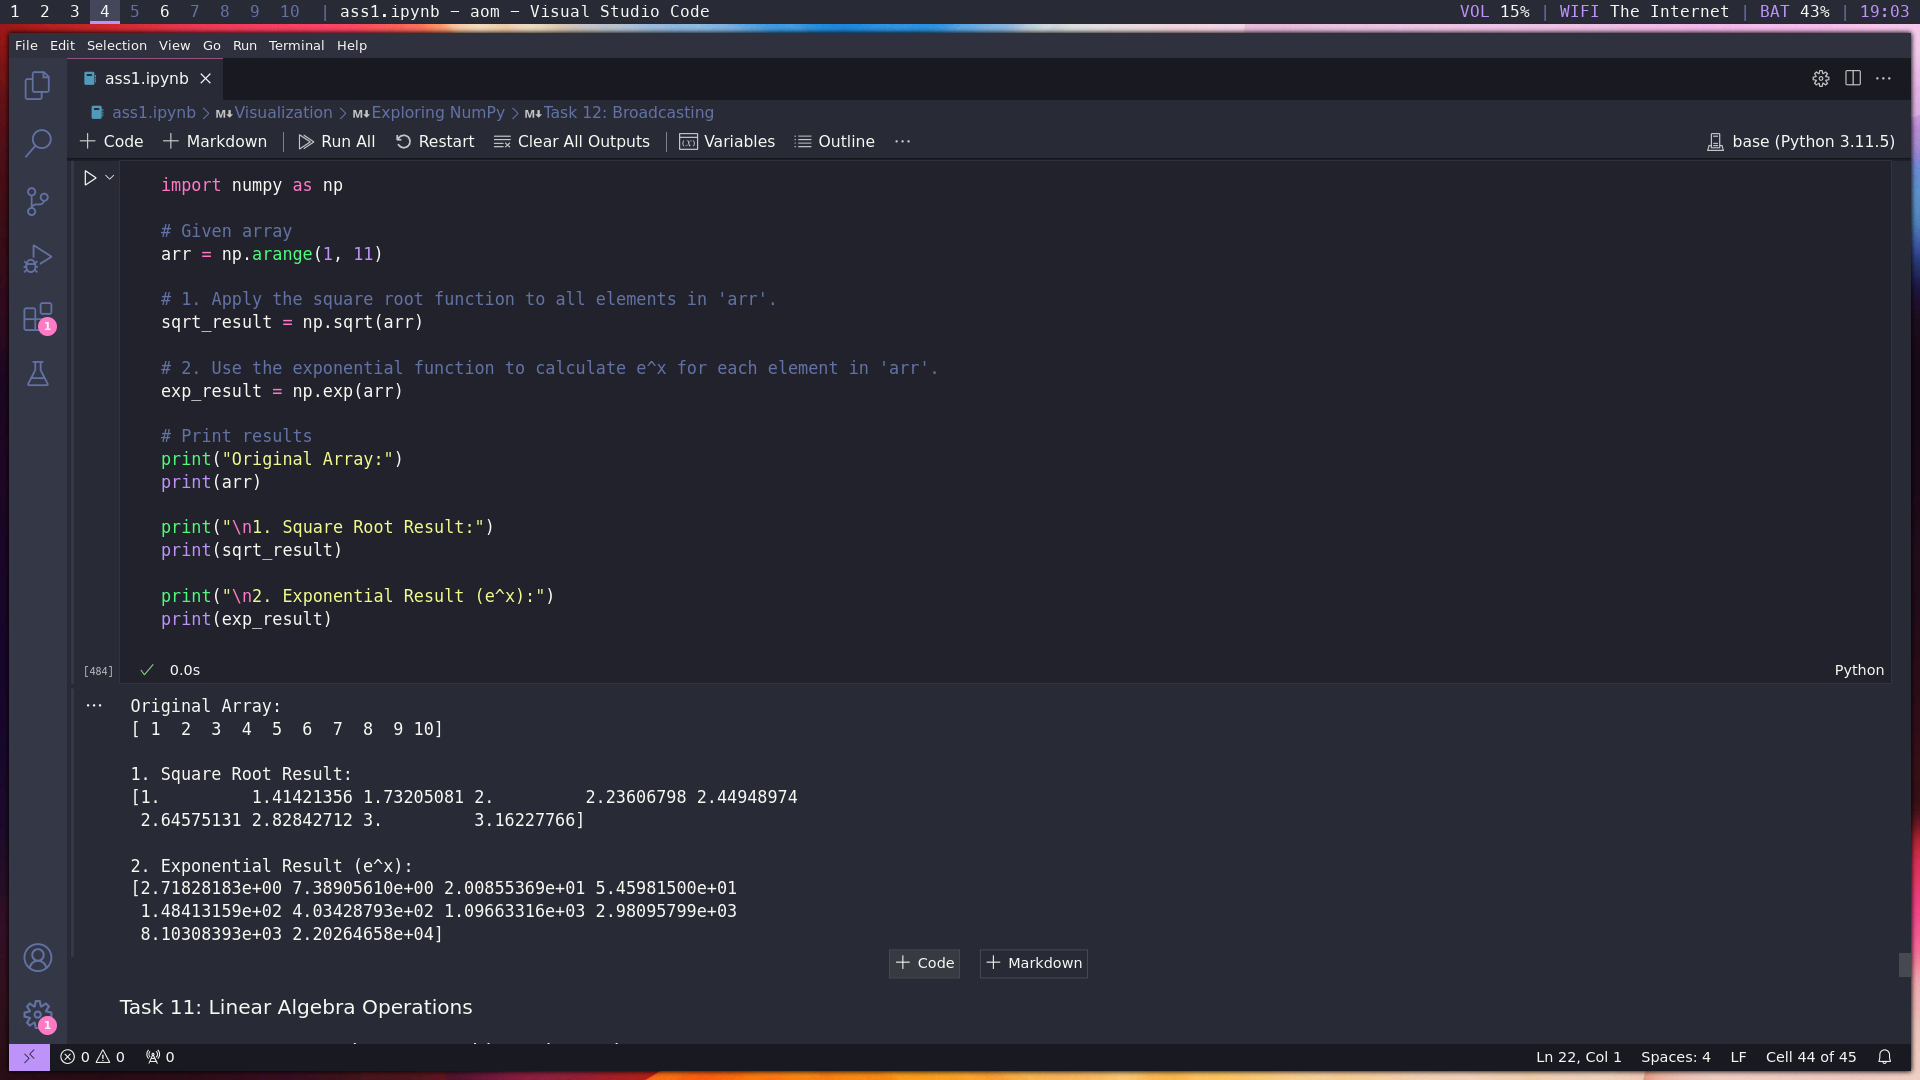 1 2 3 4 5 6 7 8 9 10 | ass1.ipynb — aom — Visual Studio Code
VOL 15% | WIFI The Internet | BAT 43% | 19:03
File Edit Selection View Go Run Terminal Help
ass1.ipynb
ass1.ipynb > M↓Visualization > M↓Exploring NumPy > M↓Task 12: Broadcasting
+ Code + Markdown | Run All Restart Clear All Outputs | Variables Outline ···
base (Python 3.11.5)
import numpy as np
# Given array
arr = np.arange(1, 11)
# 1. Apply the square root function to all elements in 'arr'.
sqrt_result = np.sqrt(arr)
# 2. Use the exponential function to calculate e^x for each element in 'arr'.
exp_result = np.exp(arr)
# Print results
print("Original Array:")
print(arr)
print("\n1. Square Root Result:")
print(sqrt_result)
print("\n2. Exponential Result (e^x):")
print(exp_result)
[484] 0.0s Python
Original Array:
[ 1  2  3  4  5  6  7  8  9 10]
1. Square Root Result:
[1.         1.41421356 1.73205081 2.         2.23606798 2.44948974
 2.64575131 2.82842712 3.         3.16227766]
2. Exponential Result (e^x):
[2.71828183e+00 7.38905610e+00 2.00855369e+01 5.45981500e+01
 1.48413159e+02 4.03428793e+02 1.09663316e+03 2.98095799e+03
 8.10308393e+03 2.20264658e+04]
+ Code + Markdown
Task 11: Linear Algebra Operations
1
1
0 0 0
Ln 22, Col 1 Spaces: 4 LF Cell 44 of 45